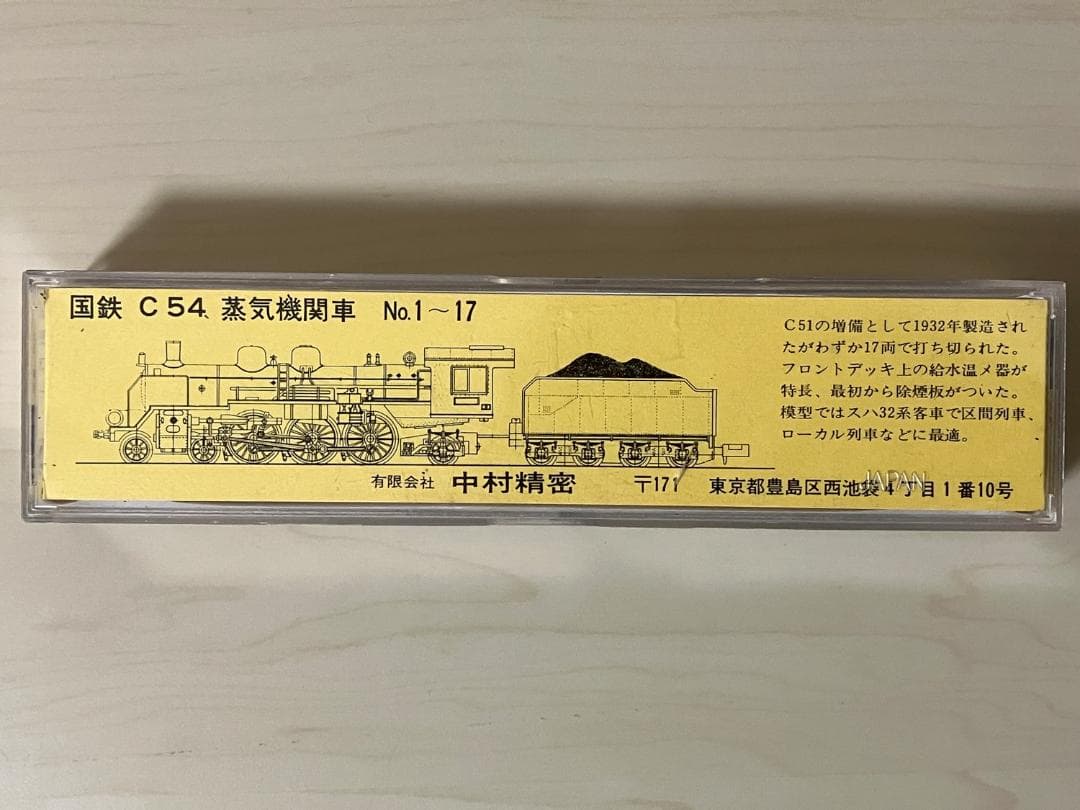 国鉄 C54 蒸気機関車 No.1～17
C51の増備として1932年製造され
たがわずか17両で打ち切られた。
フロントデッキ上の給水温メ器が
特長、最初から除煙板がついた。
模型ではスハ32系客車で区間列車、
ローカル列車などに最適。
有限会社 中村精密 〒171 東京都豊島区西池袋4丁目1番10号
JAPAN